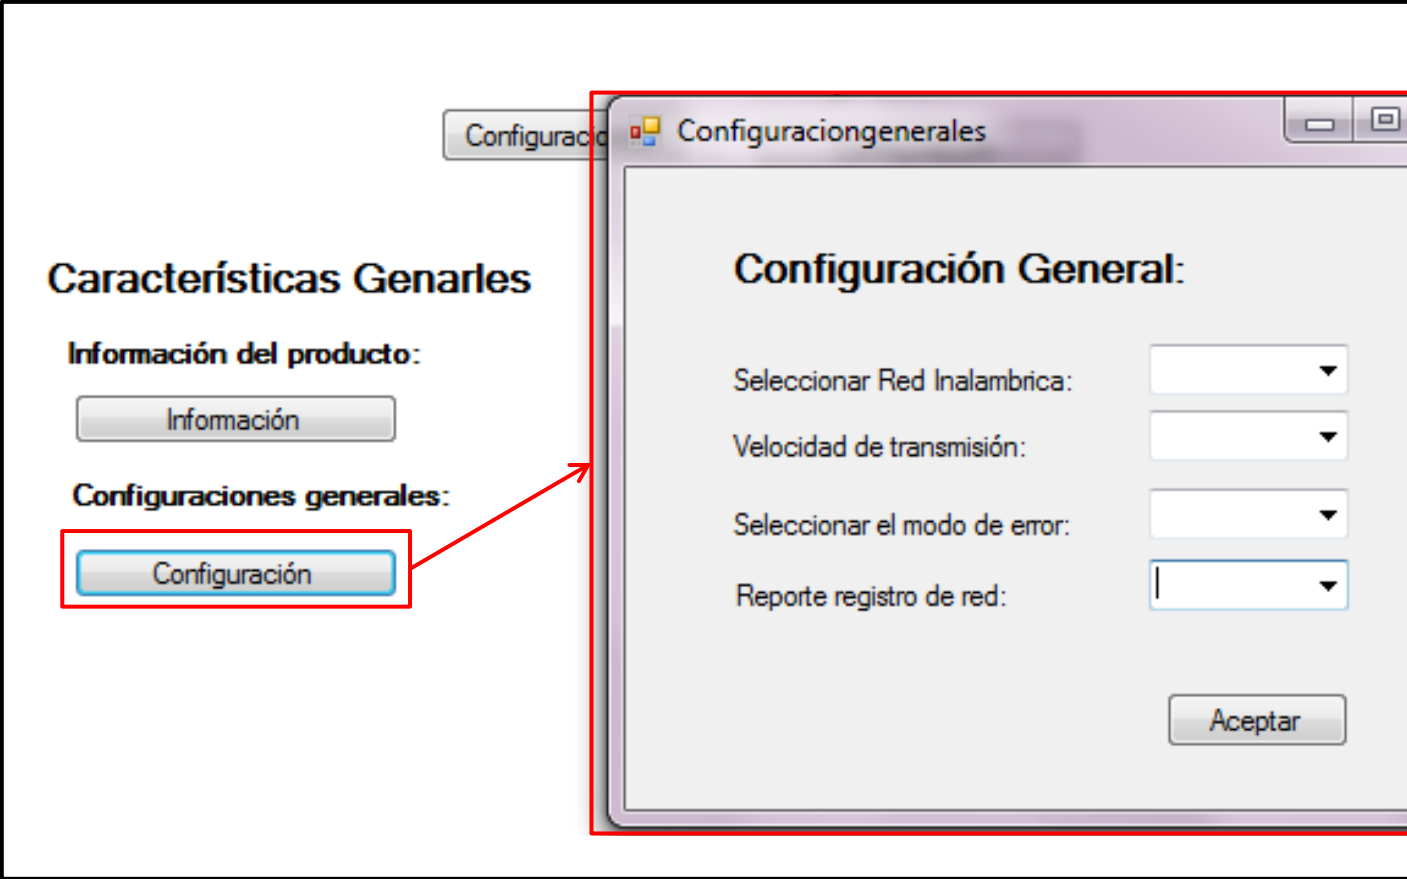 Configuraciongenerales
Características Genarles
Información del producto:
Información
Configuraciones generales:
Configuración
Configuración General:
Seleccionar Red Inalambrica:
Velocidad de transmisión:
Seleccionar el modo de error:
Reporte registro de red:
Aceptar